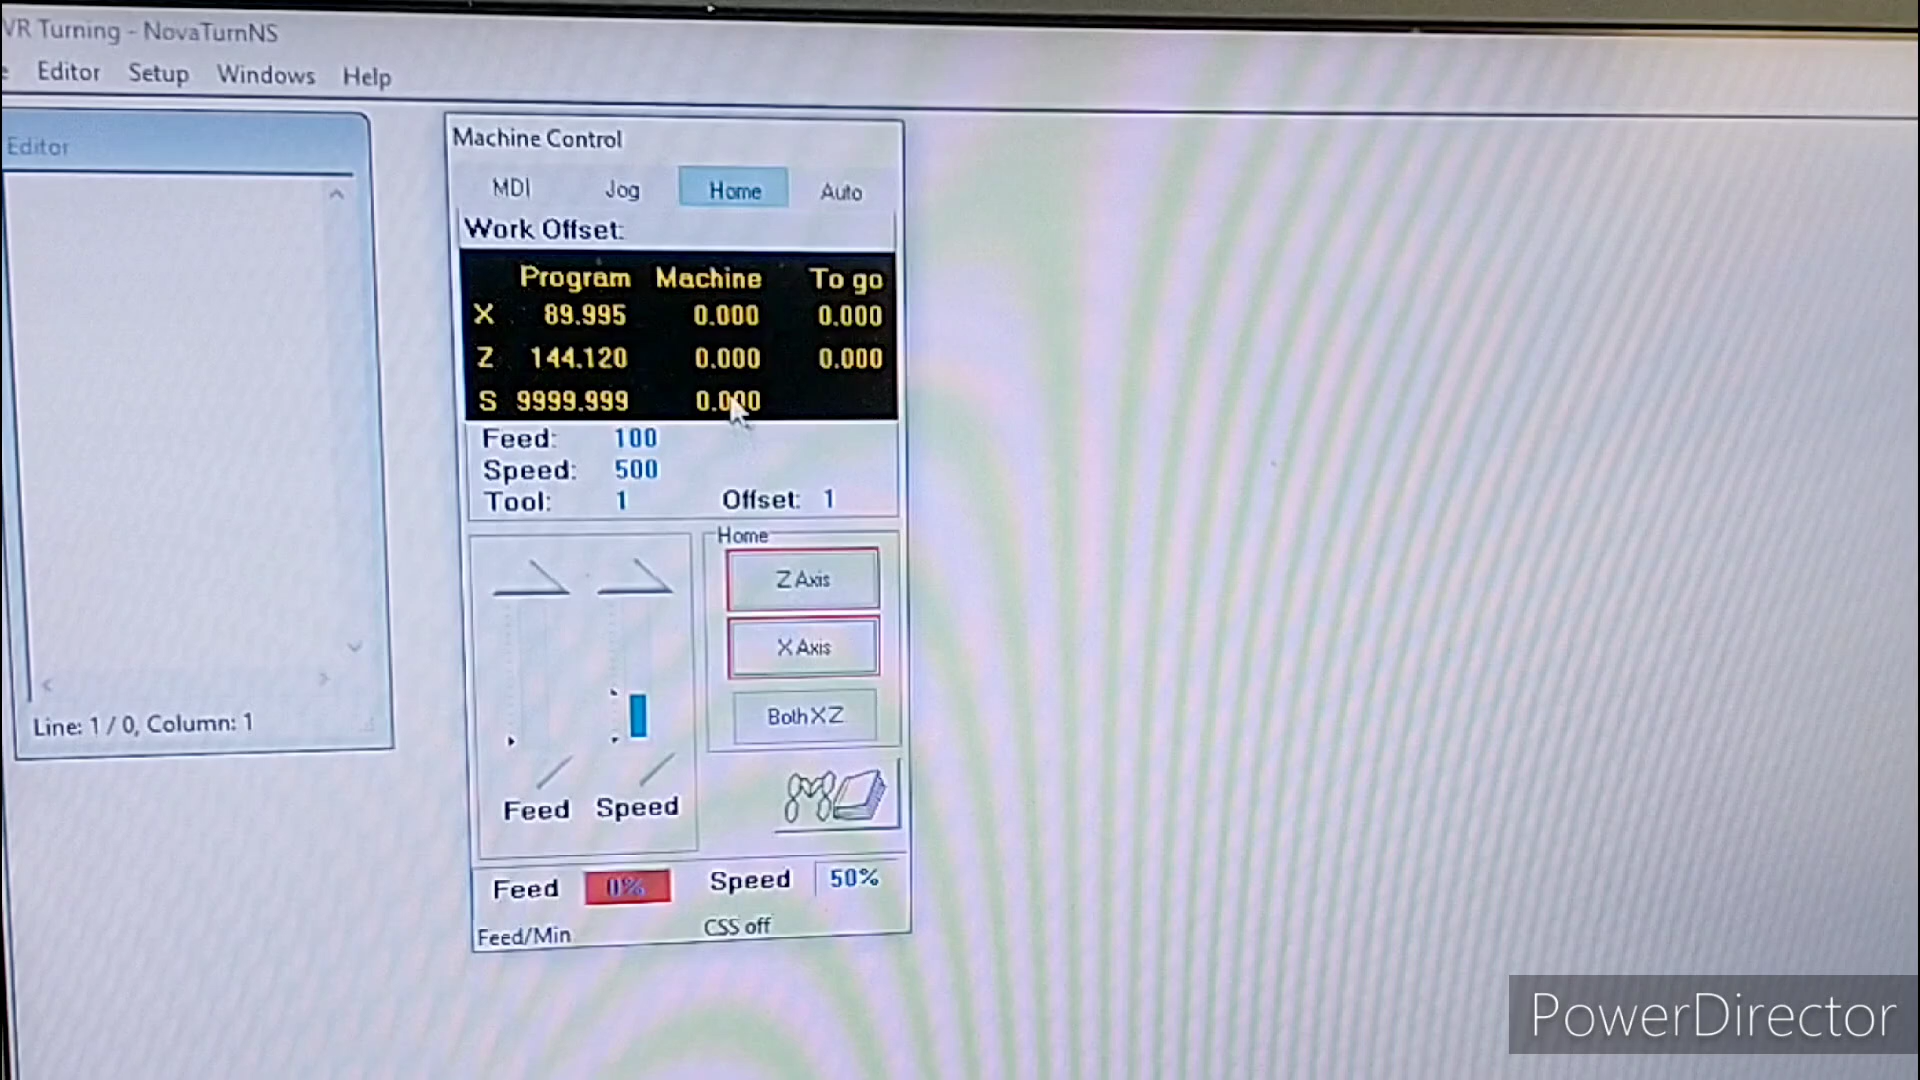 VR Turning - NovaTurnNS
Editor Setup Windows Help
Editor
Line: 1 / 0, Column: 1
Machine Control
MDI Jog Home Auto
Work Offset:
Program Machine To go
X 89.995 0.000 0.000
Z 144.120 0.000 0.000
S 9999.999 0.000
Feed: 100
Speed: 500
Tool: 1 Offset: 1
Home
Z Axis
X Axis
Both XZ
Feed Speed
Feed 0% Speed 50%
Feed/Min CSS off
PowerDirector